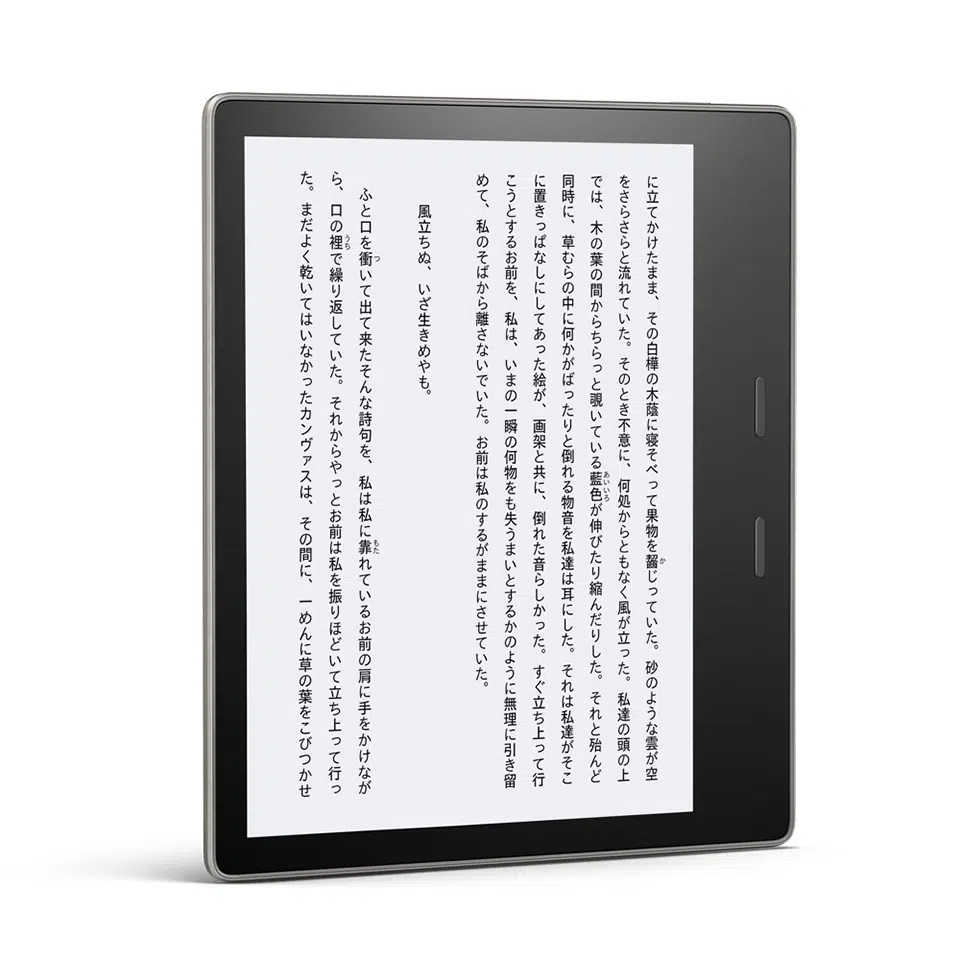 に立てかけたまま、その白樺の木蔭に寝そべって果物を齧じっていた。砂のような雲が空
をさらさらと流れていた。そのとき不意に、何処からともなく風が立った。私達の頭の上
では、木の葉の間からちらっと覗いている藍色が伸びたり縮んだりした。それと殆んど
同時に、草むらの中に何かがばったりと倒れる物音を私達は耳にした。それは私達がそこ
に置きっぱなしにしてあった絵が、画架と共に、倒れた音らしかった。すぐ立ち上って行
こうとするお前を、私は、いまの一瞬の何物をも失うまいとするかのように無理に引き留
めて、私のそばから離さないでいた。お前は私のするがままにさせていた。
風立ちぬ、いざ生きめやも。
ふと口を衝いて出て来たそんな詩句を、私は私に靠れているお前の肩に手をかけなが
ら、口の裡で繰り返していた。それからやっとお前は私を振りほどいて立ち上って行っ
た。まだよく乾いてはいなかったカンヴァスは、その間に、一めんに草の葉をこびつかせ